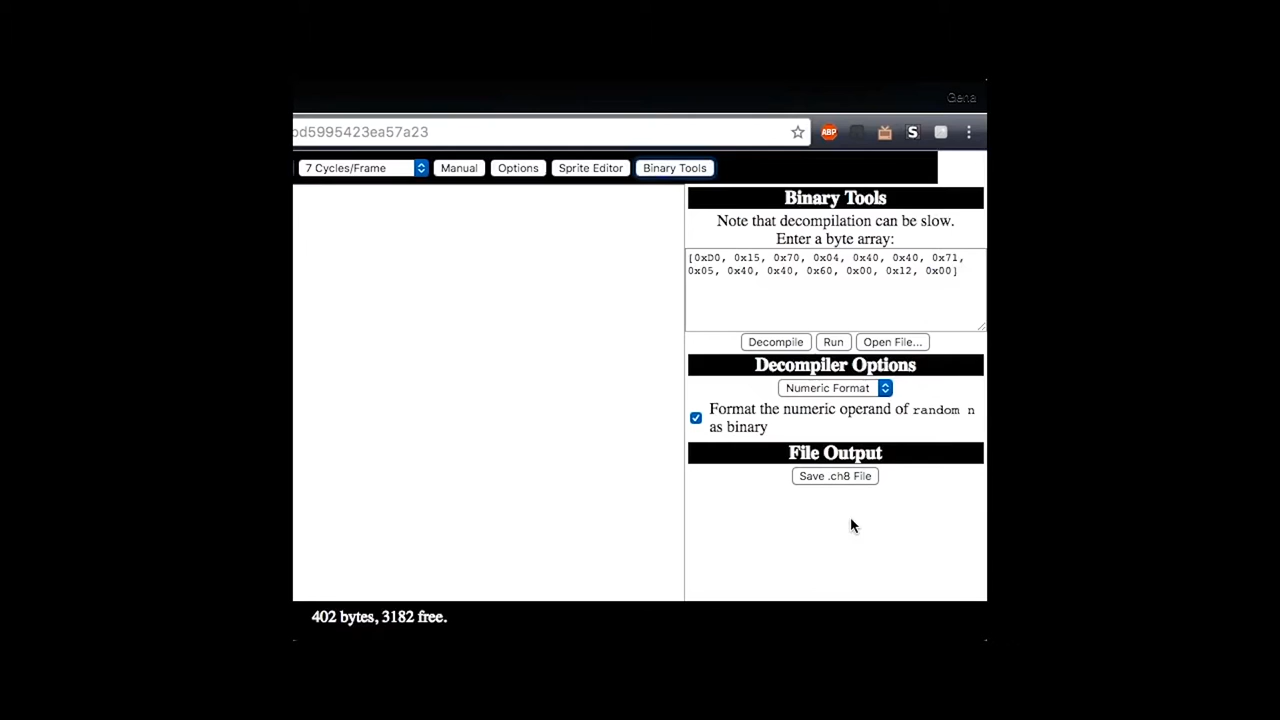 Gena
bd5995423ea57a23
ABP
S
7 Cycles/Frame
Manual
Options
Sprite Editor
Binary Tools
Binary Tools
Note that decompilation can be slow.
Enter a byte array:
[0xD0, 0x15, 0x70, 0x04, 0x40, 0x40, 0x71,
0x05, 0x40, 0x40, 0x60, 0x00, 0x12, 0x00]
Decompile
Run
Open File...
Decompiler Options
Numeric Format
Format the numeric operand of random n
as binary
File Output
Save .ch8 File
402 bytes, 3182 free.